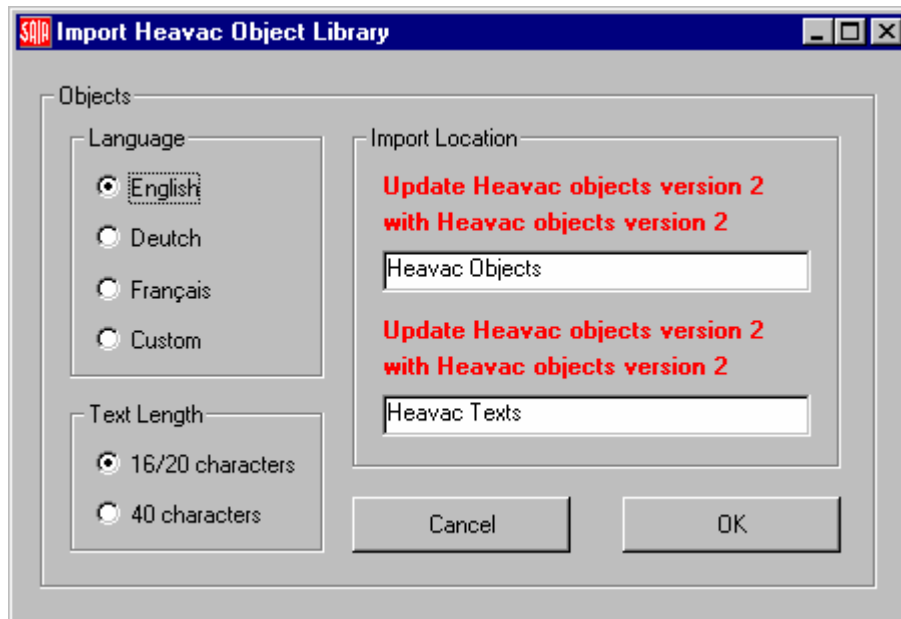 SAIA Import Heavac Object Library
Objects
Language
English
Deutch
Français
Custom
Text Length
16/20 characters
40 characters
Import Location
Update Heavac objects version 2
with Heavac objects version 2
Heavac Objects
Update Heavac objects version 2
with Heavac objects version 2
Heavac Texts
Cancel
OK